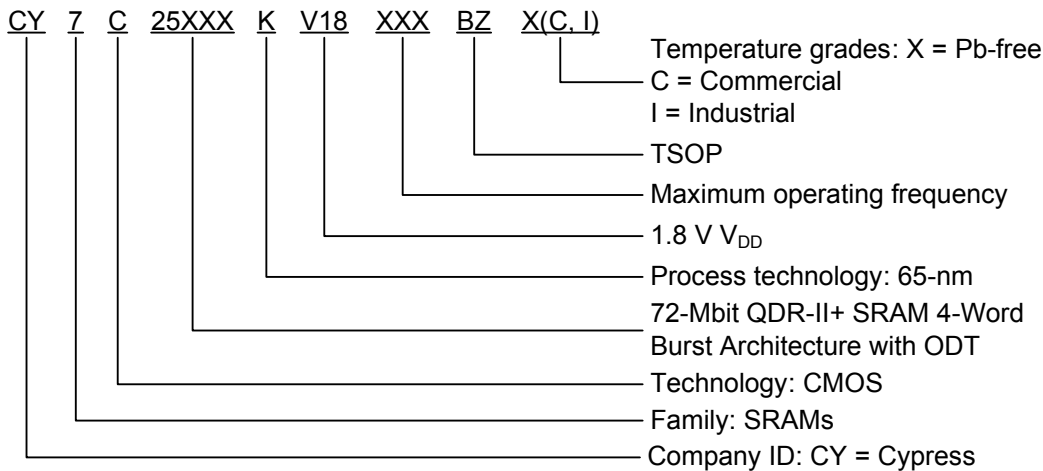 CY 7 C 25XXX K V18 XXX BZ X(C, I)
Temperature grades: X = Pb-free
C = Commercial
I = Industrial
TSOP
Maximum operating frequency
1.8 V VDD
Process technology: 65-nm
72-Mbit QDR-II+ SRAM 4-Word
Burst Architecture with ODT
Technology: CMOS
Family: SRAMs
Company ID: CY = Cypress